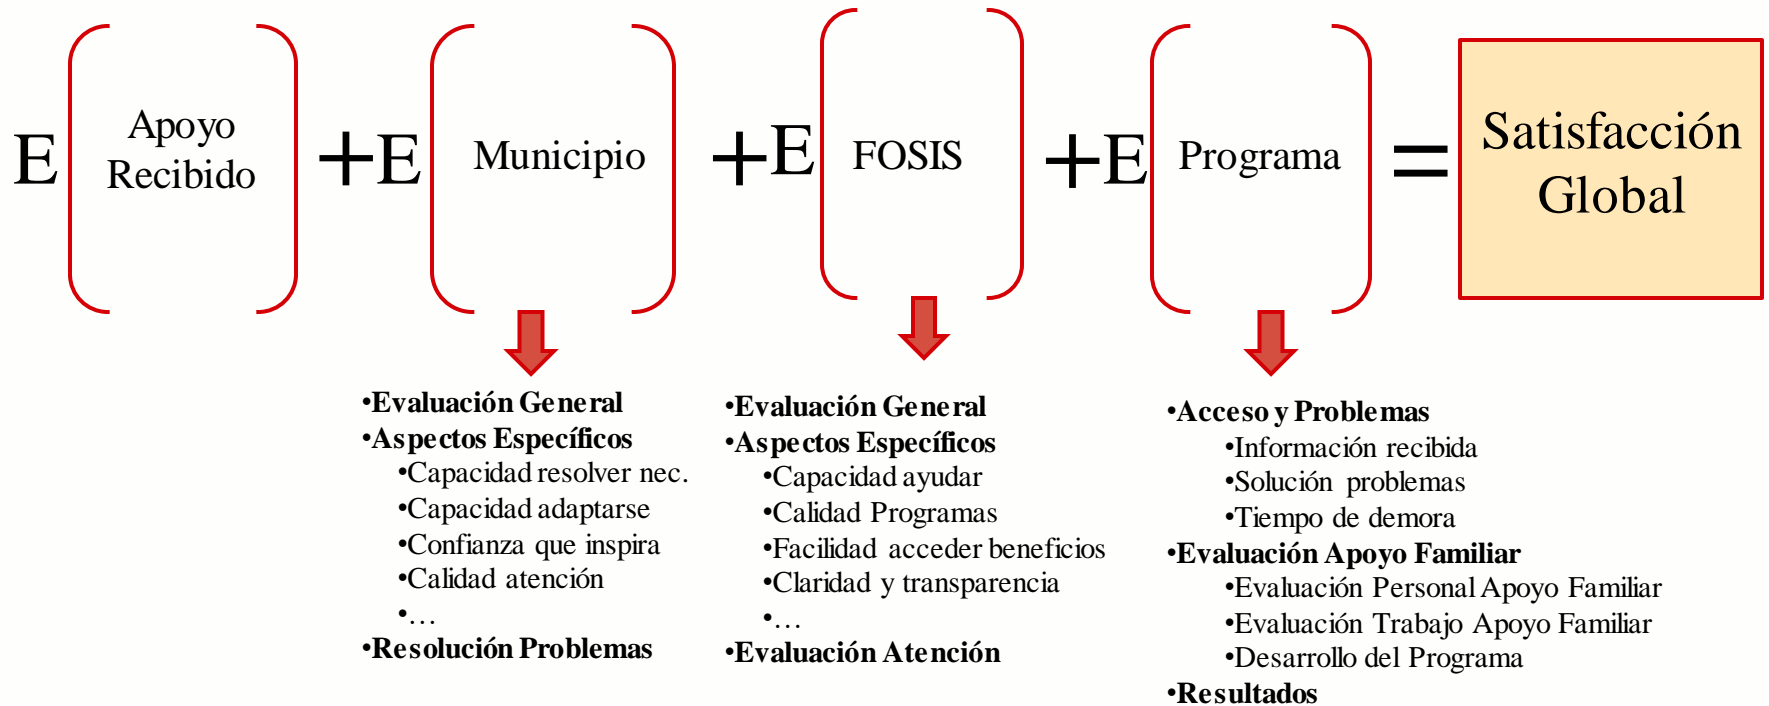 E Apoyo Recibido + E Municipio + E FOSIS + E Programa = Satisfacción Global
•Evaluación General
•Aspectos Específicos
•Capacidad resolver nec.
•Capacidad adaptarse
•Confianza que inspira
•Calidad atención
•…
•Resolución Problemas
•Evaluación General
•Aspectos Específicos
•Capacidad ayudar
•Calidad Programas
•Facilidad acceder beneficios
•Claridad y transparencia
•…
•Evaluación Atención
•Acceso y Problemas
•Información recibida
•Solución problemas
•Tiempo de demora
•Evaluación Apoyo Familiar
•Evaluación Personal Apoyo Familiar
•Evaluación Trabajo Apoyo Familiar
•Desarrollo del Programa
•Resultados